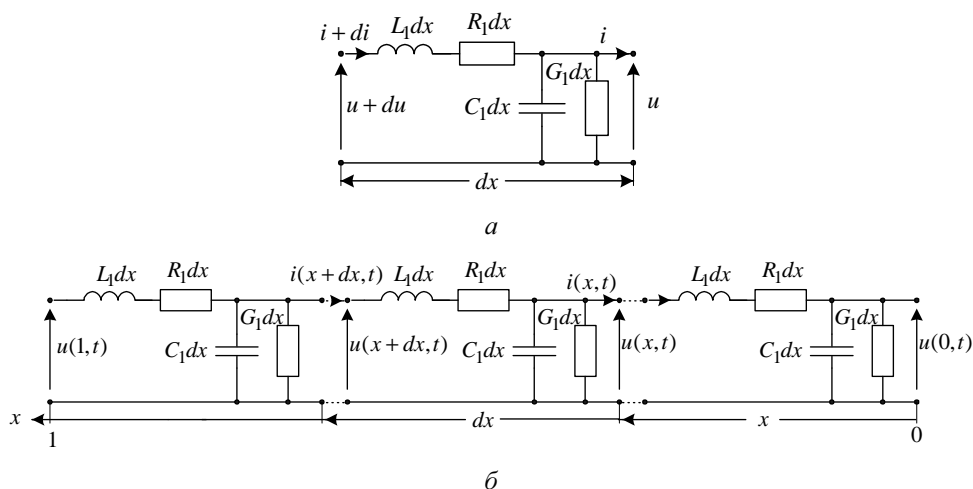 i + di L₁dx R₁dx i
u + du C₁dx G₁dx u
dx
а
L₁dx R₁dx i(x + dx, t) L₁dx R₁dx i(x, t) L₁dx R₁dx
u(1, t) C₁dx G₁dx u(x + dx, t) C₁dx G₁dx u(x, t) C₁dx G₁dx u(0, t)
x dx x
1 0
б